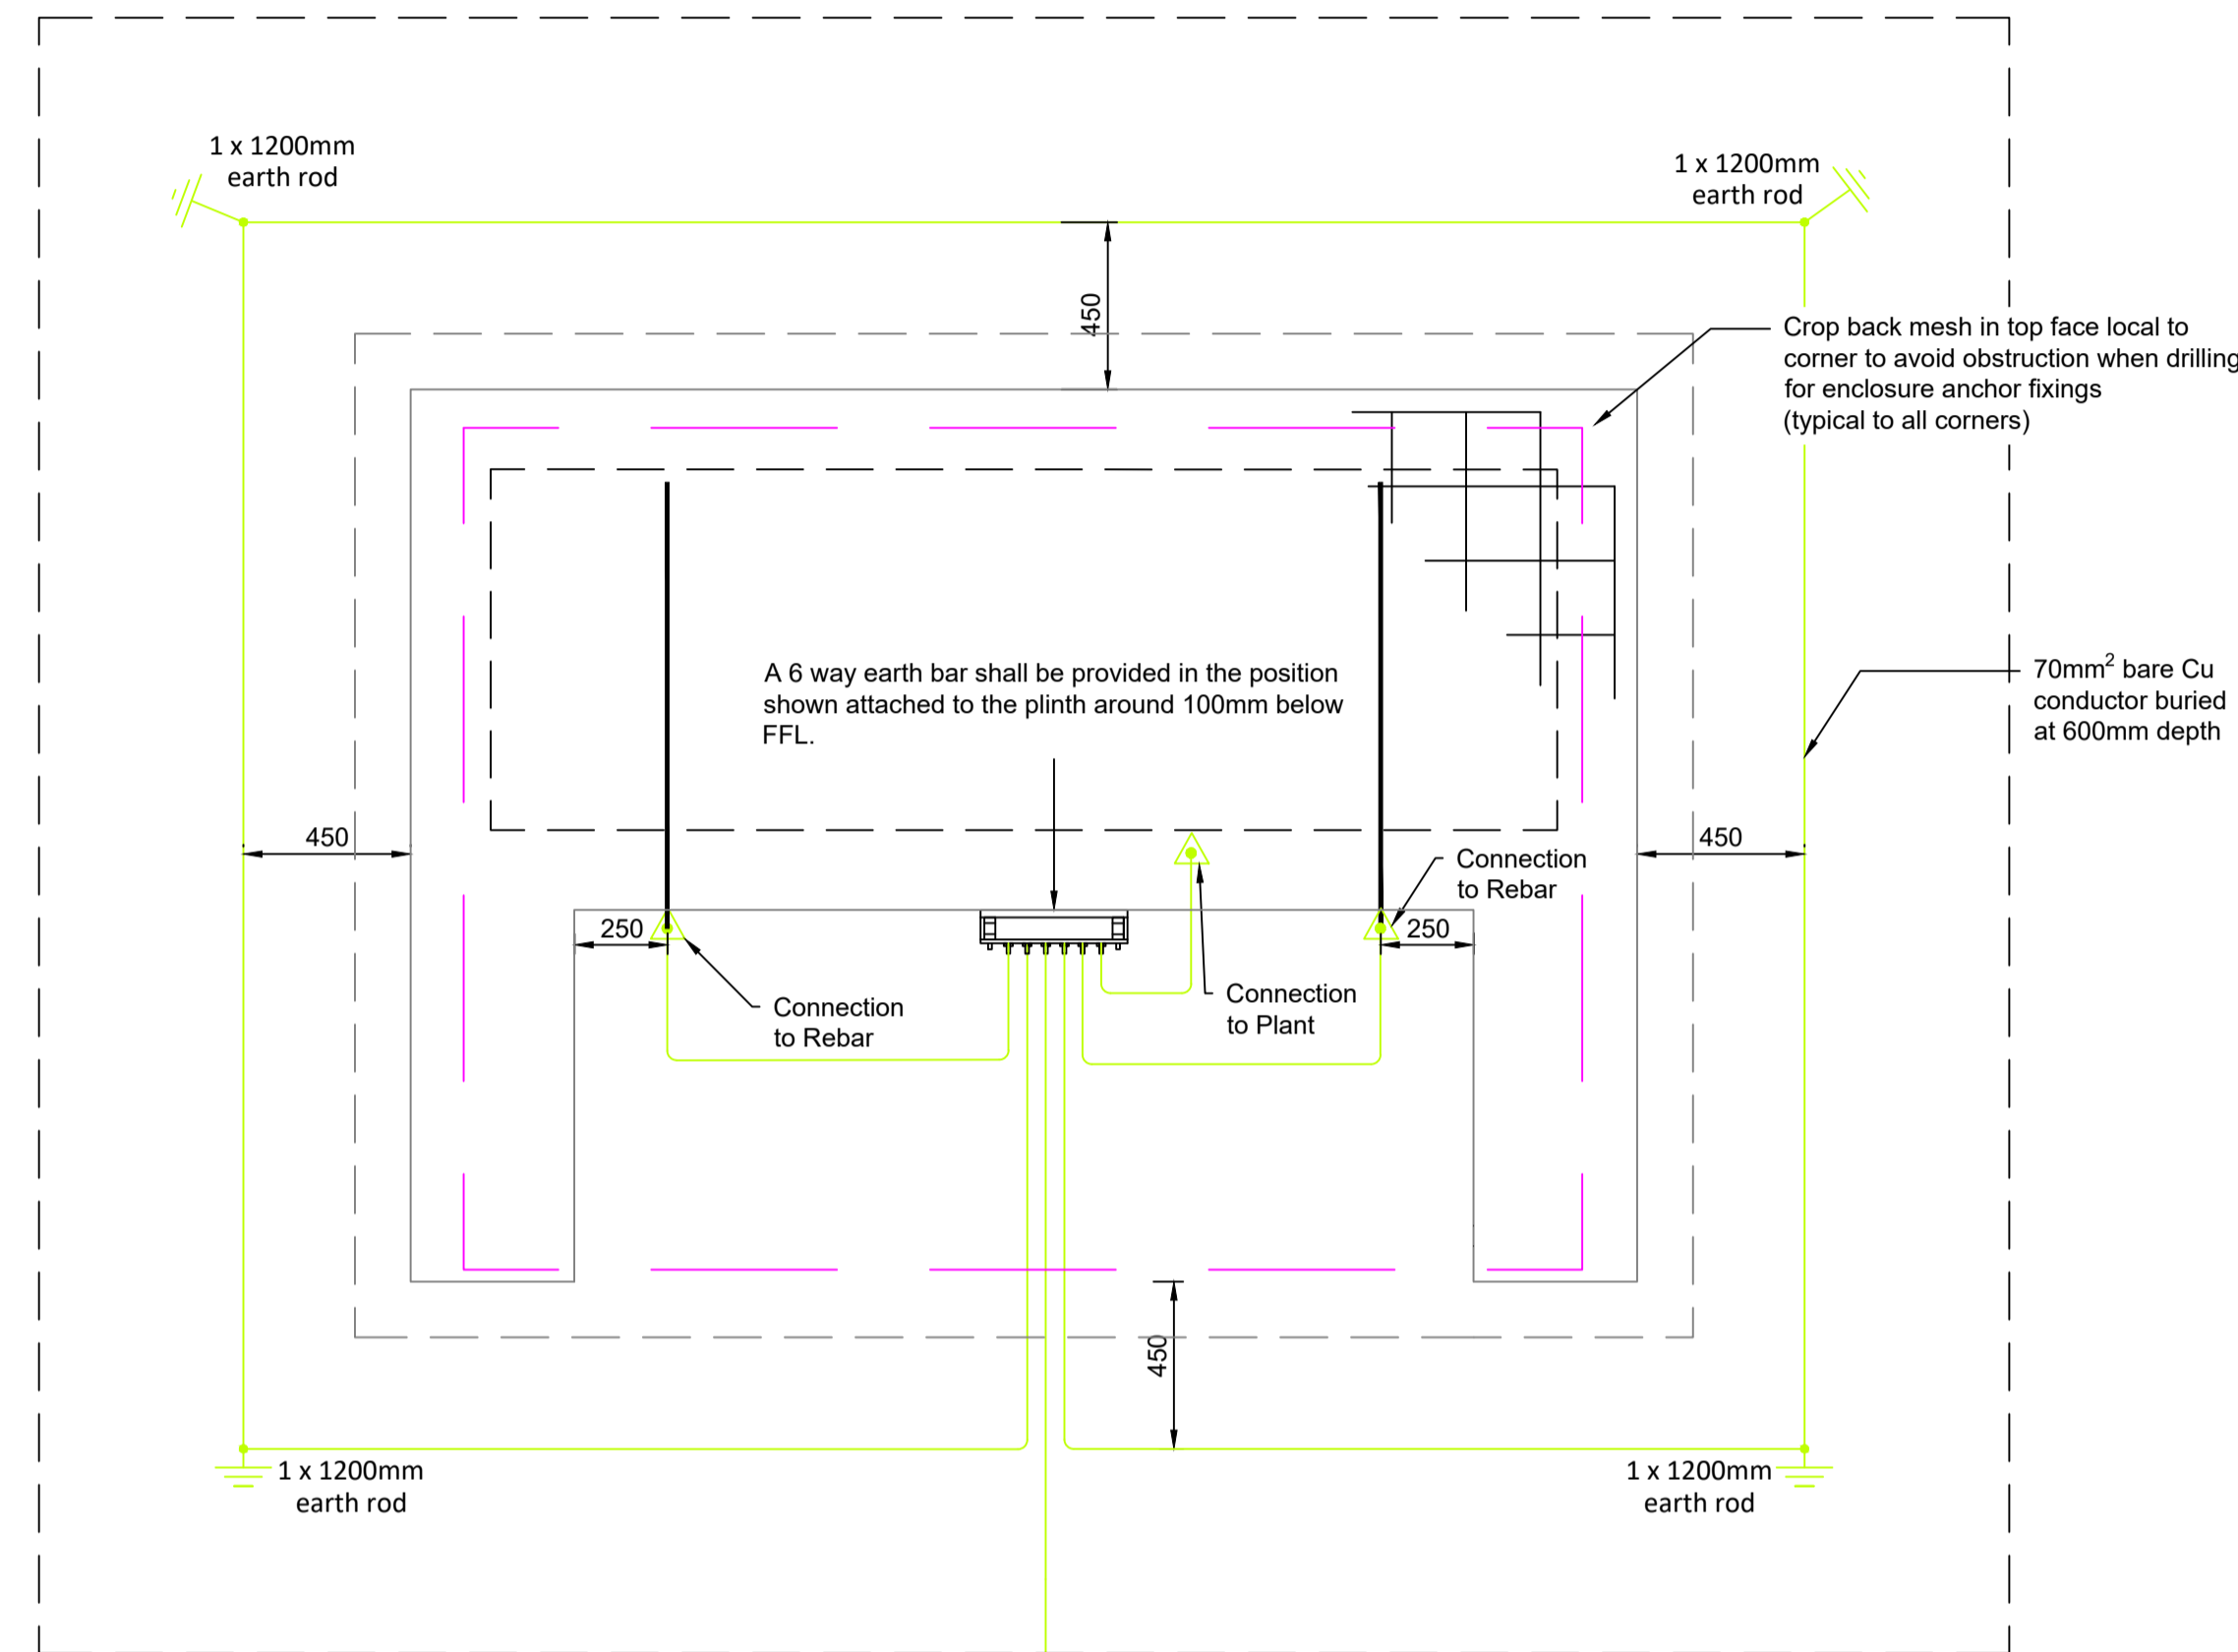 1 x 1200mm
earth rod
1 x 1200mm
earth rod
450
Crop back mesh in top face local to
corner to avoid obstruction when drilling
for enclosure anchor fixings
(typical to all corners)
A 6 way earth bar shall be provided in the position
shown attached to the plinth around 100mm below
FFL.
70mm² bare Cu
conductor buried
at 600mm depth
450
450
Connection
to Rebar
250
250
Connection
to Rebar
Connection
to Plant
450
1 x 1200mm
earth rod
1 x 1200mm
earth rod